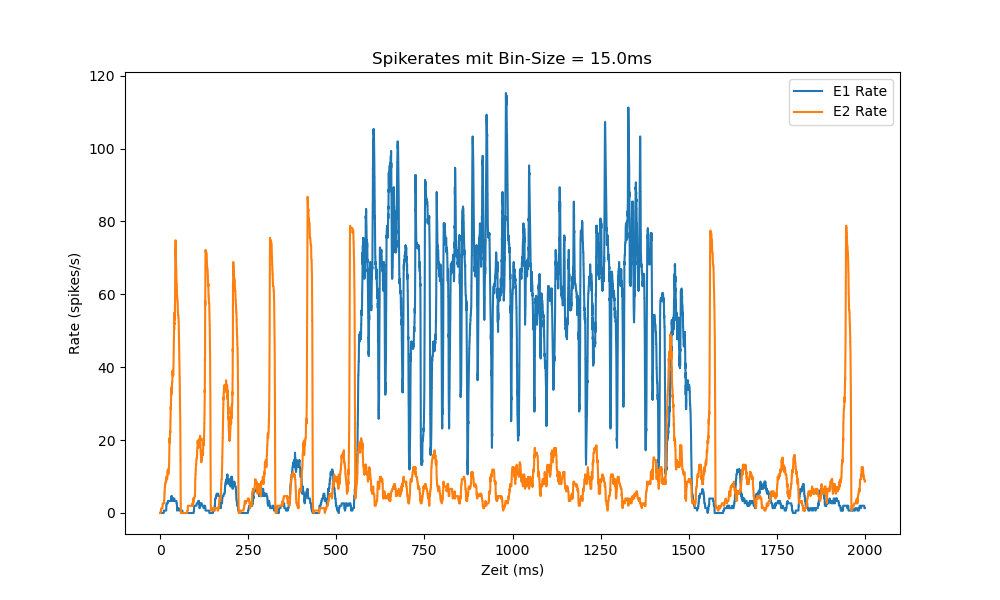 Spikerates mit Bin-Size = 15.0ms
E1 Rate
E2 Rate
Rate (spikes/s)
120
100
80
60
40
20
0
0 250 500 750 1000 1250 1500 1750 2000
Zeit (ms)